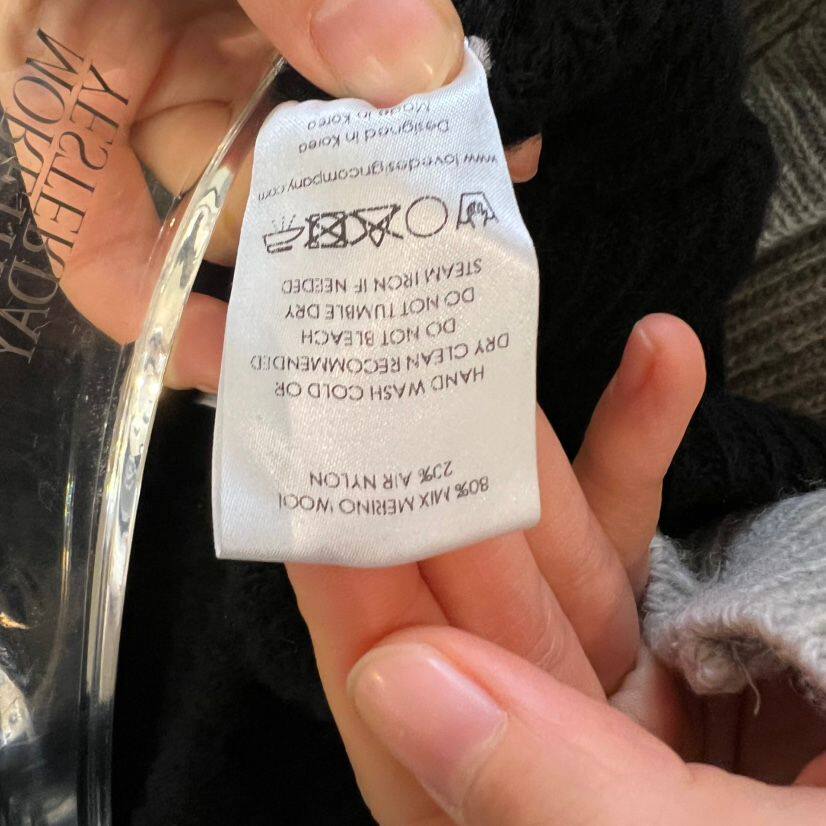 80% MIX MERINO WOOL
20% AIR NYLON
HAND WASH COLD OR
DRY CLEAN RECOMMENDED
DO NOT BLEACH
DO NOT TUMBLE DRY
STEAM IRON IF NEEDED
www.lovedesigncompany.com
Designed in Korea
Made in Korea
YESTERDAY